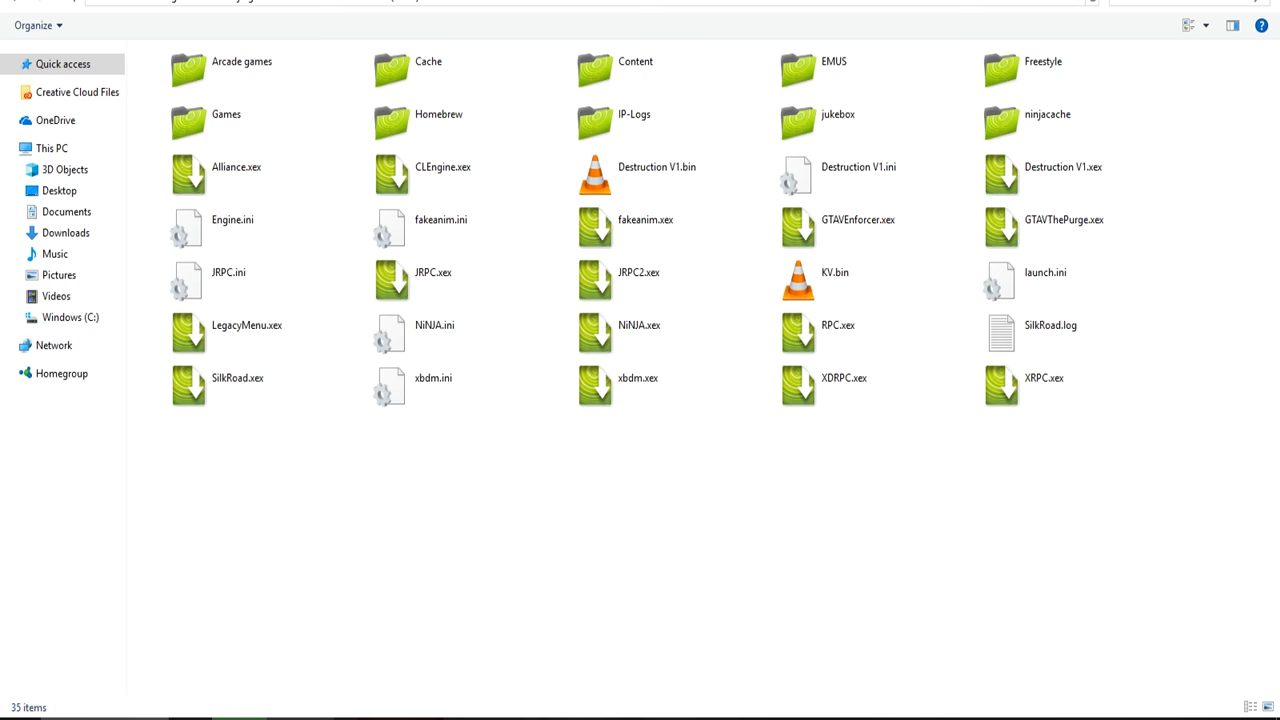 Organize
Quick access
Creative Cloud Files
OneDrive
This PC
3D Objects
Desktop
Documents
Downloads
Music
Pictures
Videos
Windows (C:)
Network
Homegroup
Arcade games
Cache
Content
EMUS
Freestyle
Games
Homebrew
IP-Logs
jukebox
ninjacache
Alliance.xex
CLEngine.xex
Destruction V1.bin
Destruction V1.ini
Destruction V1.xex
Engine.ini
fakeanim.ini
fakeanim.xex
GTAVEnforcer.xex
GTAVThePurge.xex
JRPC.ini
JRPC.xex
JRPC2.xex
KV.bin
launch.ini
LegacyMenu.xex
NiNJA.ini
NiNJA.xex
RPC.xex
SilkRoad.log
SilkRoad.xex
xbdm.ini
xbdm.xex
XDRPC.xex
XRPC.xex
35 items